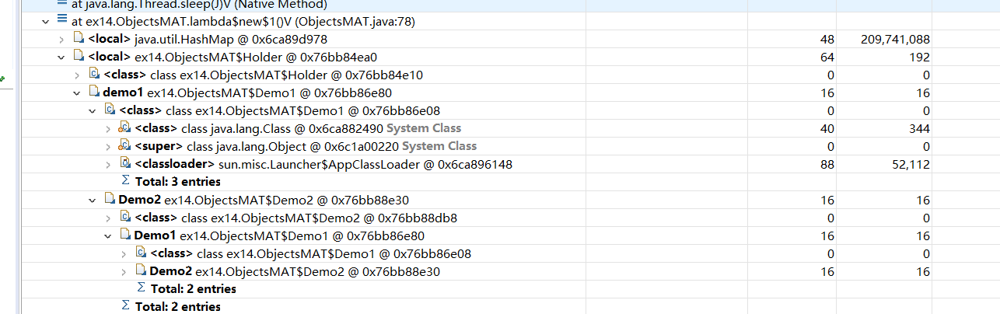 at java.lang.Thread.sleep(J)V (Native Method)
at ex14.ObjectsMAT.lambda$new$1()V (ObjectsMAT.java:78)
<local> java.util.HashMap @ 0x6ca89d978 48 209,741,088
<local> ex14.ObjectsMAT$Holder @ 0x76bb84ea0 64 192
<class> class ex14.ObjectsMAT$Holder @ 0x76bb84e10 0 0
demo1 ex14.ObjectsMAT$Demo1 @ 0x76bb86e80 16 16
<class> class ex14.ObjectsMAT$Demo1 @ 0x76bb86e08 0 0
<class> class java.lang.Class @ 0x6ca882490 System Class 40 344
<super> class java.lang.Object @ 0x6c1a00220 System Class 0 0
<classloader> sun.misc.Launcher$AppClassLoader @ 0x6ca896148 88 52,112
Σ Total: 3 entries
Demo2 ex14.ObjectsMAT$Demo2 @ 0x76bb88e30 16 16
<class> class ex14.ObjectsMAT$Demo2 @ 0x76bb88db8 0 0
Demo1 ex14.ObjectsMAT$Demo1 @ 0x76bb86e80 16 16
<class> class ex14.ObjectsMAT$Demo1 @ 0x76bb86e08 0 0
Demo2 ex14.ObjectsMAT$Demo2 @ 0x76bb88e30 16 16
Σ Total: 2 entries
Σ Total: 2 entries